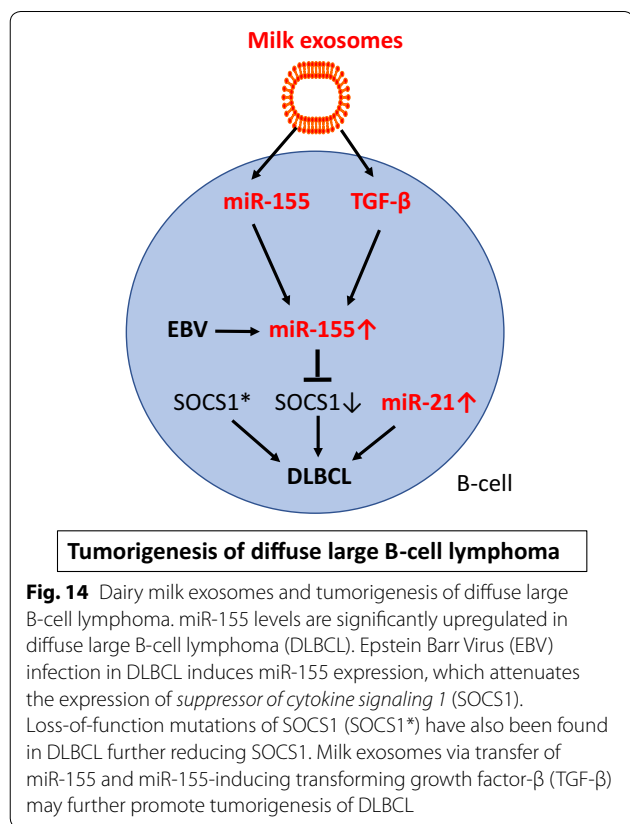 Milk exosomes
miR-155 TGF-β
EBV miR-155↑
SOCS1* SOCS1↓ miR-21↑
DLBCL
B-cell
Tumorigenesis of diffuse large B-cell lymphoma
Fig. 14 Dairy milk exosomes and tumorigenesis of diffuse large
B-cell lymphoma. miR-155 levels are significantly upregulated in
diffuse large B-cell lymphoma (DLBCL). Epstein Barr Virus (EBV)
infection in DLBCL induces miR-155 expression, which attenuates
the expression of suppressor of cytokine signaling 1 (SOCS1).
Loss-of-function mutations of SOCS1 (SOCS1*) have also been found
in DLBCL further reducing SOCS1. Milk exosomes via transfer of
miR-155 and miR-155-inducing transforming growth factor-β (TGF-β)
may further promote tumorigenesis of DLBCL